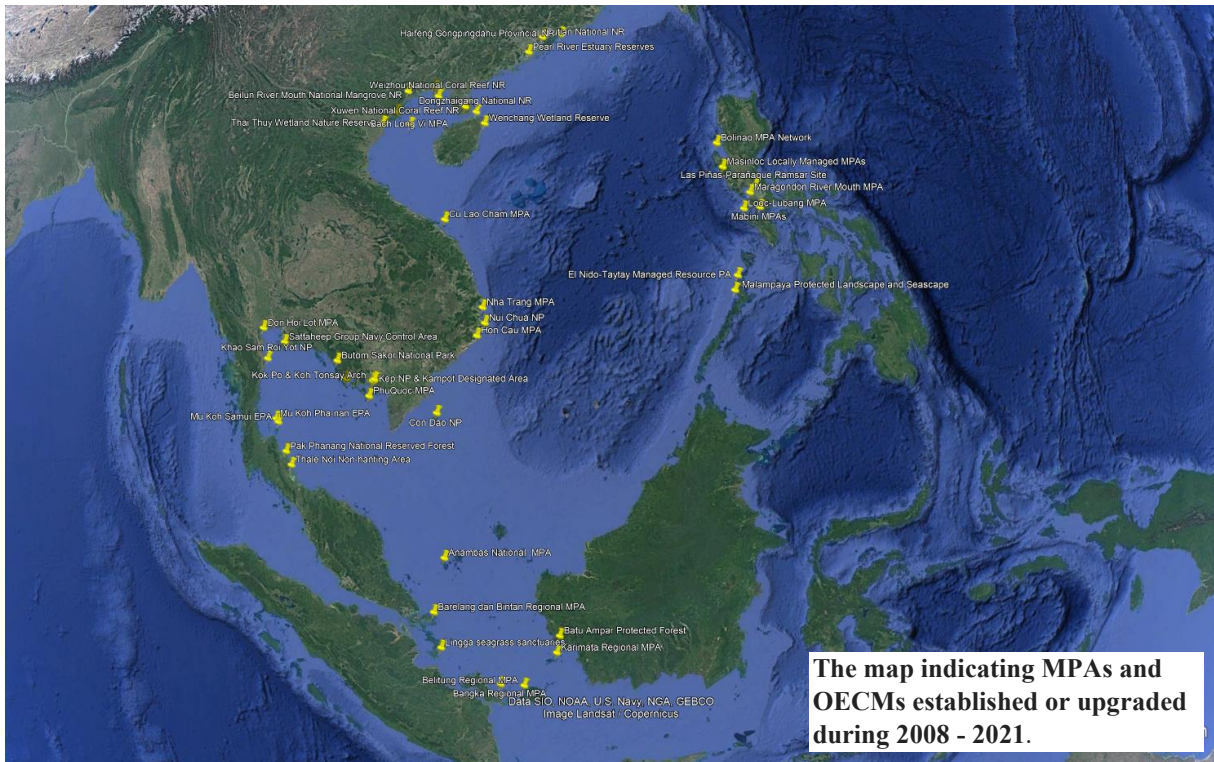 Haifeng Gongpingdahu Provincial NR
tan National NR
Pearl River Estuary Reserves
Weizhou National Coral Reef NR
Beilun River Mouth National Mangrove NR
Dongzhaigang National NR
Xuwen National Coral Reef NR
Wenchang Wetland Reserve
Thai Thuy Wetland Nature Reserve
Bach Long Vi MPA
Bolinao MPA Network
Masinloc Locally Managed MPAs
Las Piñas-Parañaque Ramsar Site
Maragondon River Mouth MPA
Looc-Lubang MPA
Mabini MPAs
Cu Lao Cham MPA
El Nido-Taytay Managed Resource PA
Malampaya Protected Landscape and Seascape
Nha Trang MPA
Nui Chua NP
Hon Cau MPA
Don Hoi Lot MPA
Sattaheep Group Navy Control Area
Khao Sam Roi Yot NP
Butom Sakor National Park
Kok Po & Koh Tonsay Arch
Kep NP & Kampot Designated Area
PhuQuoc MPA
Mu Koh Samui EPA
Mu Koh Pha-nan EPA
Con Dao NP
Pak Phanang National Reserved Forest
Thale Noi Non-hanting Area
Anambas National MPA
Barelang dan Bintan Regional MPA
Batu Ampar Protected Forest
Lingga seagrass sanctuaries
Karimata Regional MPA
Belitung Regional MPA
Bangka Regional MPA
Data SIO, NOAA, U.S. Navy, NGA, GEBCO
Image Landsat / Copernicus
The map indicating MPAs and
OECMs established or upgraded
during 2008 - 2021.